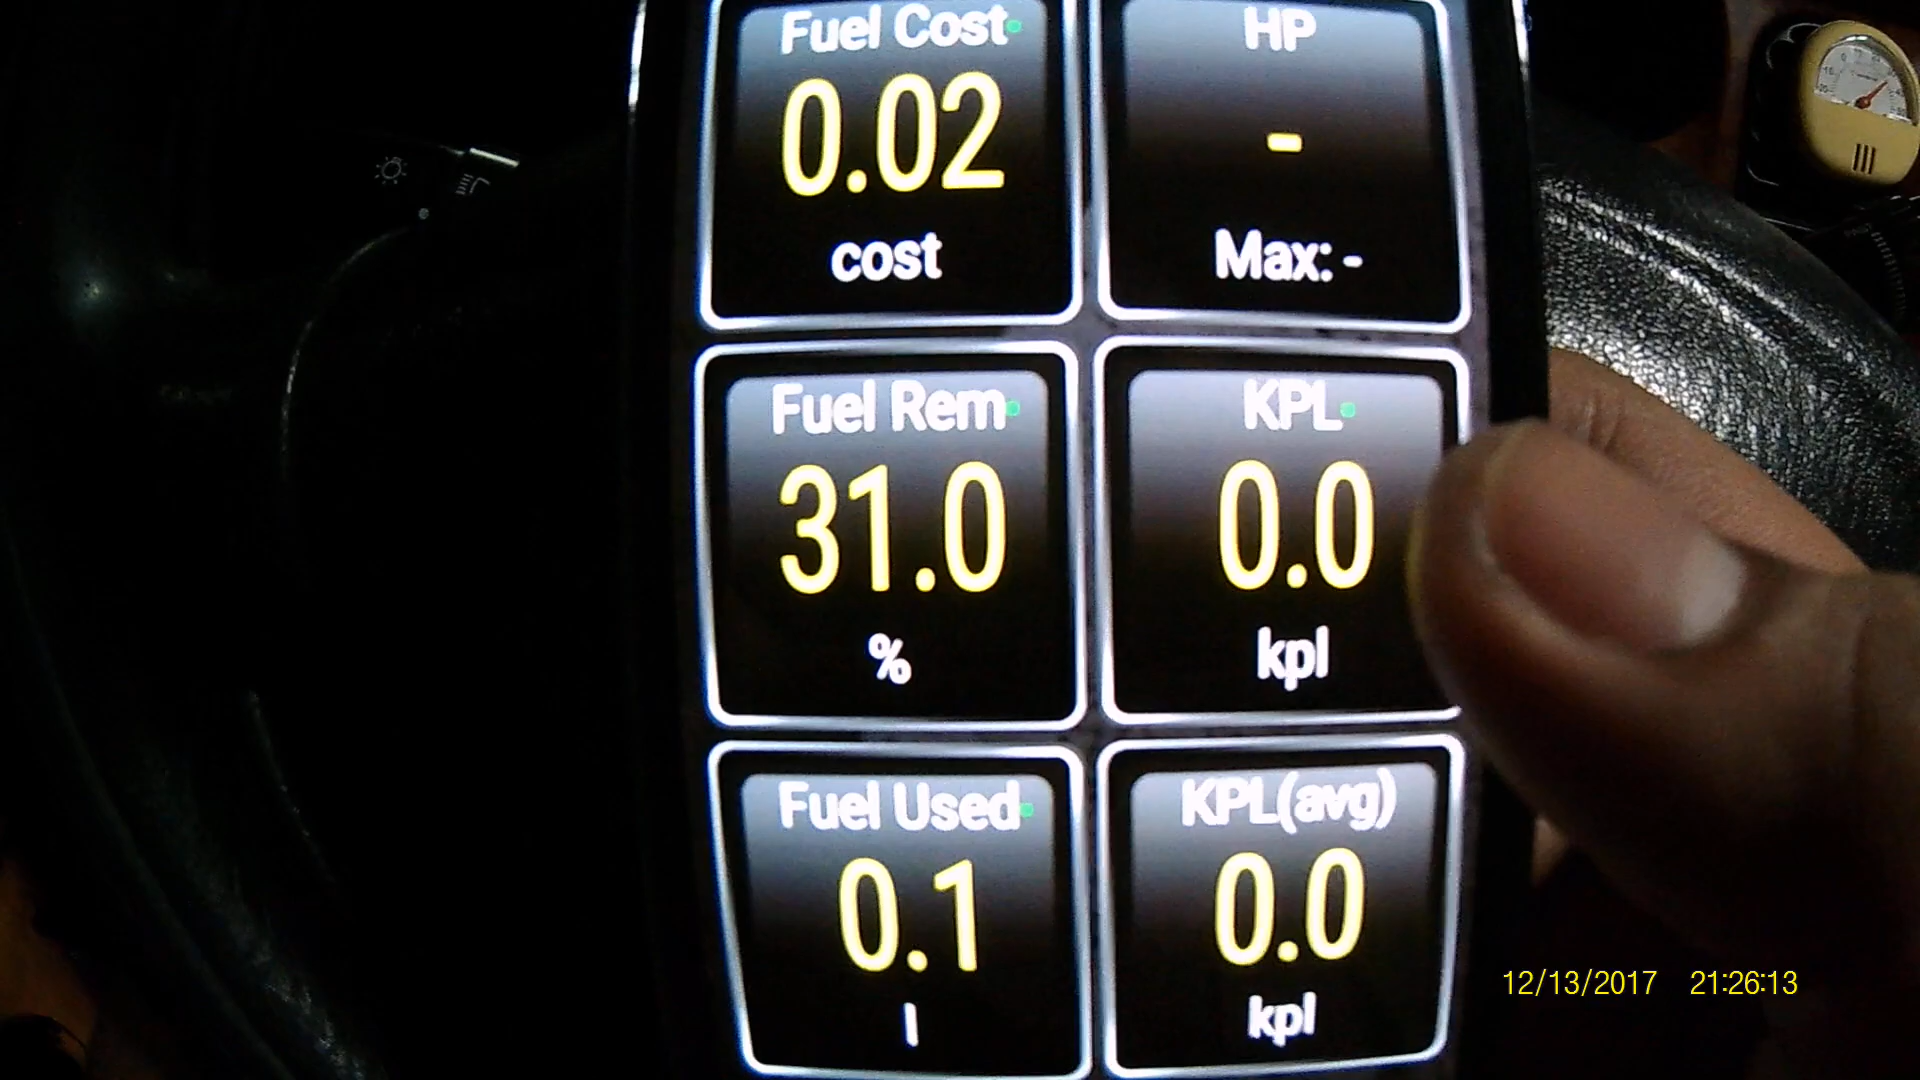 Fuel Cost
0.02
cost
HP
-
Max: -
Fuel Rem
31.0
%
KPL
0.0
kpl
Fuel Used
0.1
l
KPL(avg)
0.0
kpl
12/13/2017 21:26:13